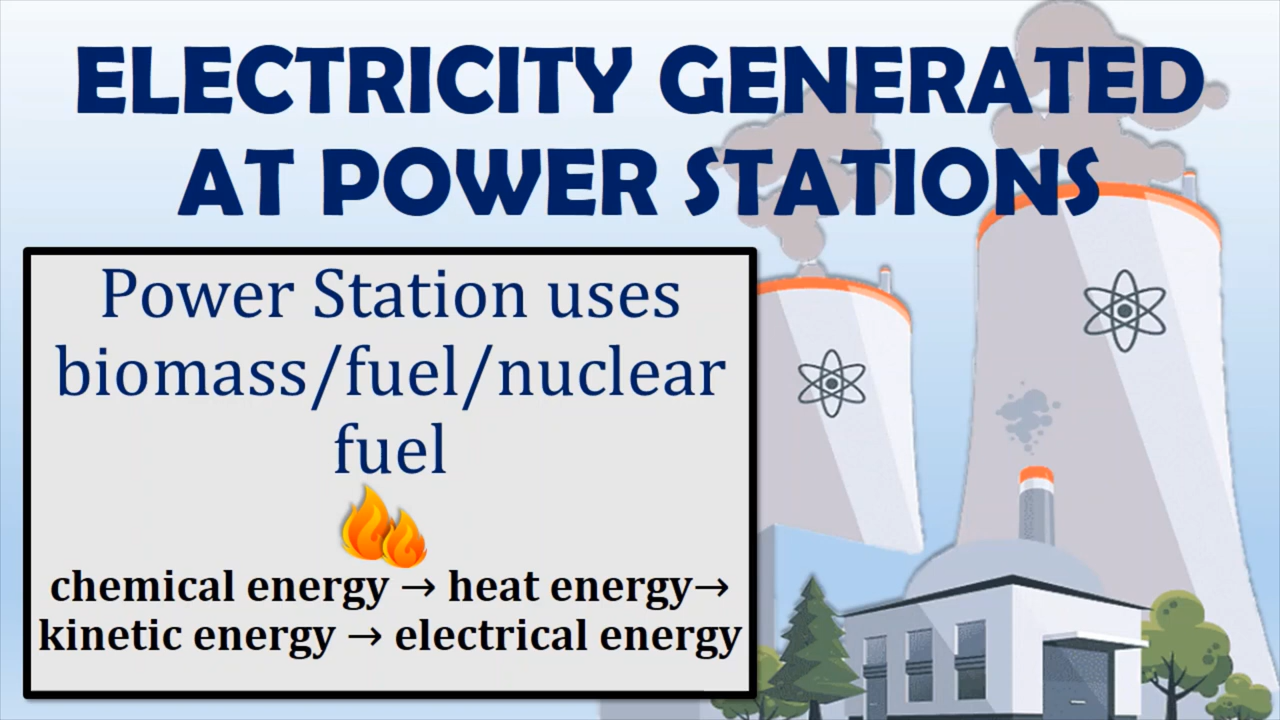 ELECTRICITY GENERATED
AT POWER STATIONS
Power Station uses
biomass/fuel/nuclear
fuel
chemical energy → heat energy→
kinetic energy → electrical energy